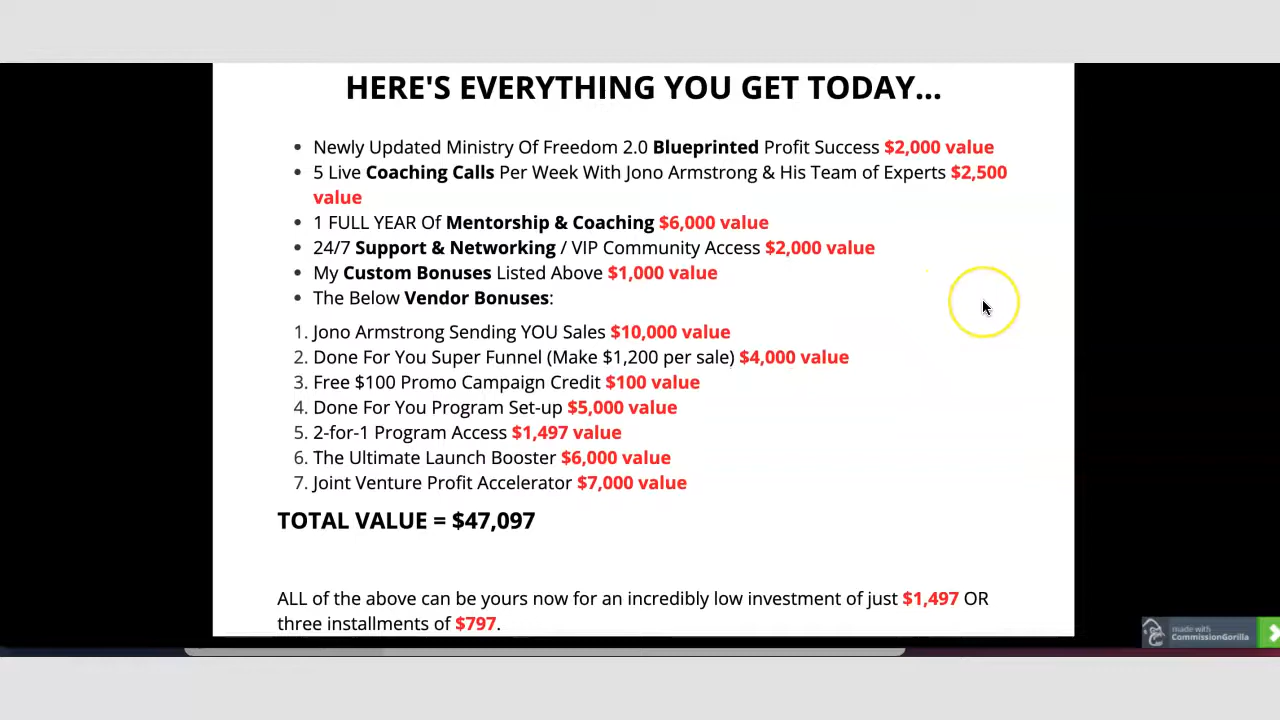 HERE'S EVERYTHING YOU GET TODAY...
• Newly Updated Ministry Of Freedom 2.0 Blueprinted Profit Success $2,000 value
• 5 Live Coaching Calls Per Week With Jono Armstrong & His Team of Experts $2,500
value
• 1 FULL YEAR Of Mentorship & Coaching $6,000 value
• 24/7 Support & Networking / VIP Community Access $2,000 value
• My Custom Bonuses Listed Above $1,000 value
• The Below Vendor Bonuses:
1. Jono Armstrong Sending YOU Sales $10,000 value
2. Done For You Super Funnel (Make $1,200 per sale) $4,000 value
3. Free $100 Promo Campaign Credit $100 value
4. Done For You Program Set-up $5,000 value
5. 2-for-1 Program Access $1,497 value
6. The Ultimate Launch Booster $6,000 value
7. Joint Venture Profit Accelerator $7,000 value
TOTAL VALUE = $47,097
ALL of the above can be yours now for an incredibly low investment of just $1,497 OR
three installments of $797.
made with
CommissionGorilla